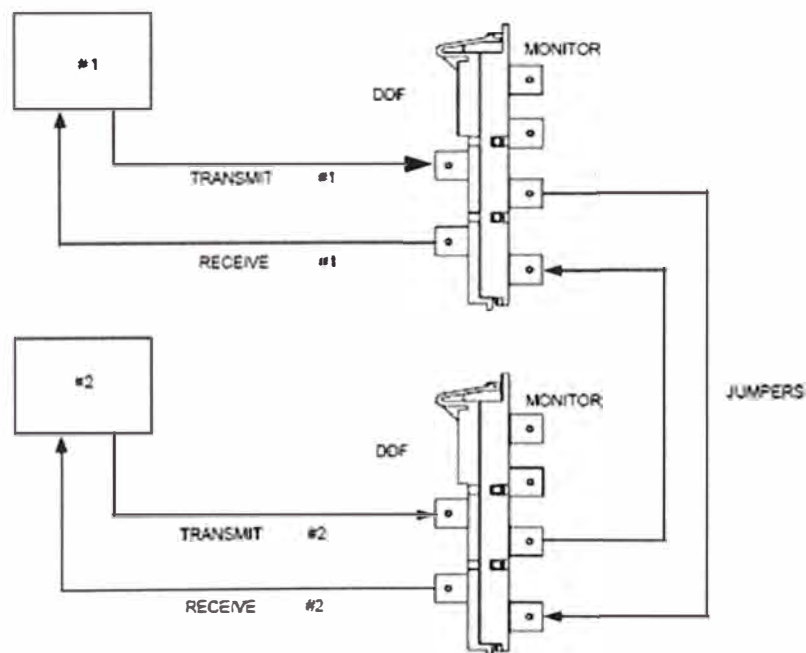 #1
MONITOR
DDF
TRANSMIT #1
RECEIVE #1
#2
MONITOR
JUMPERS
DDF
TRANSMIT #2
RECEIVE #2